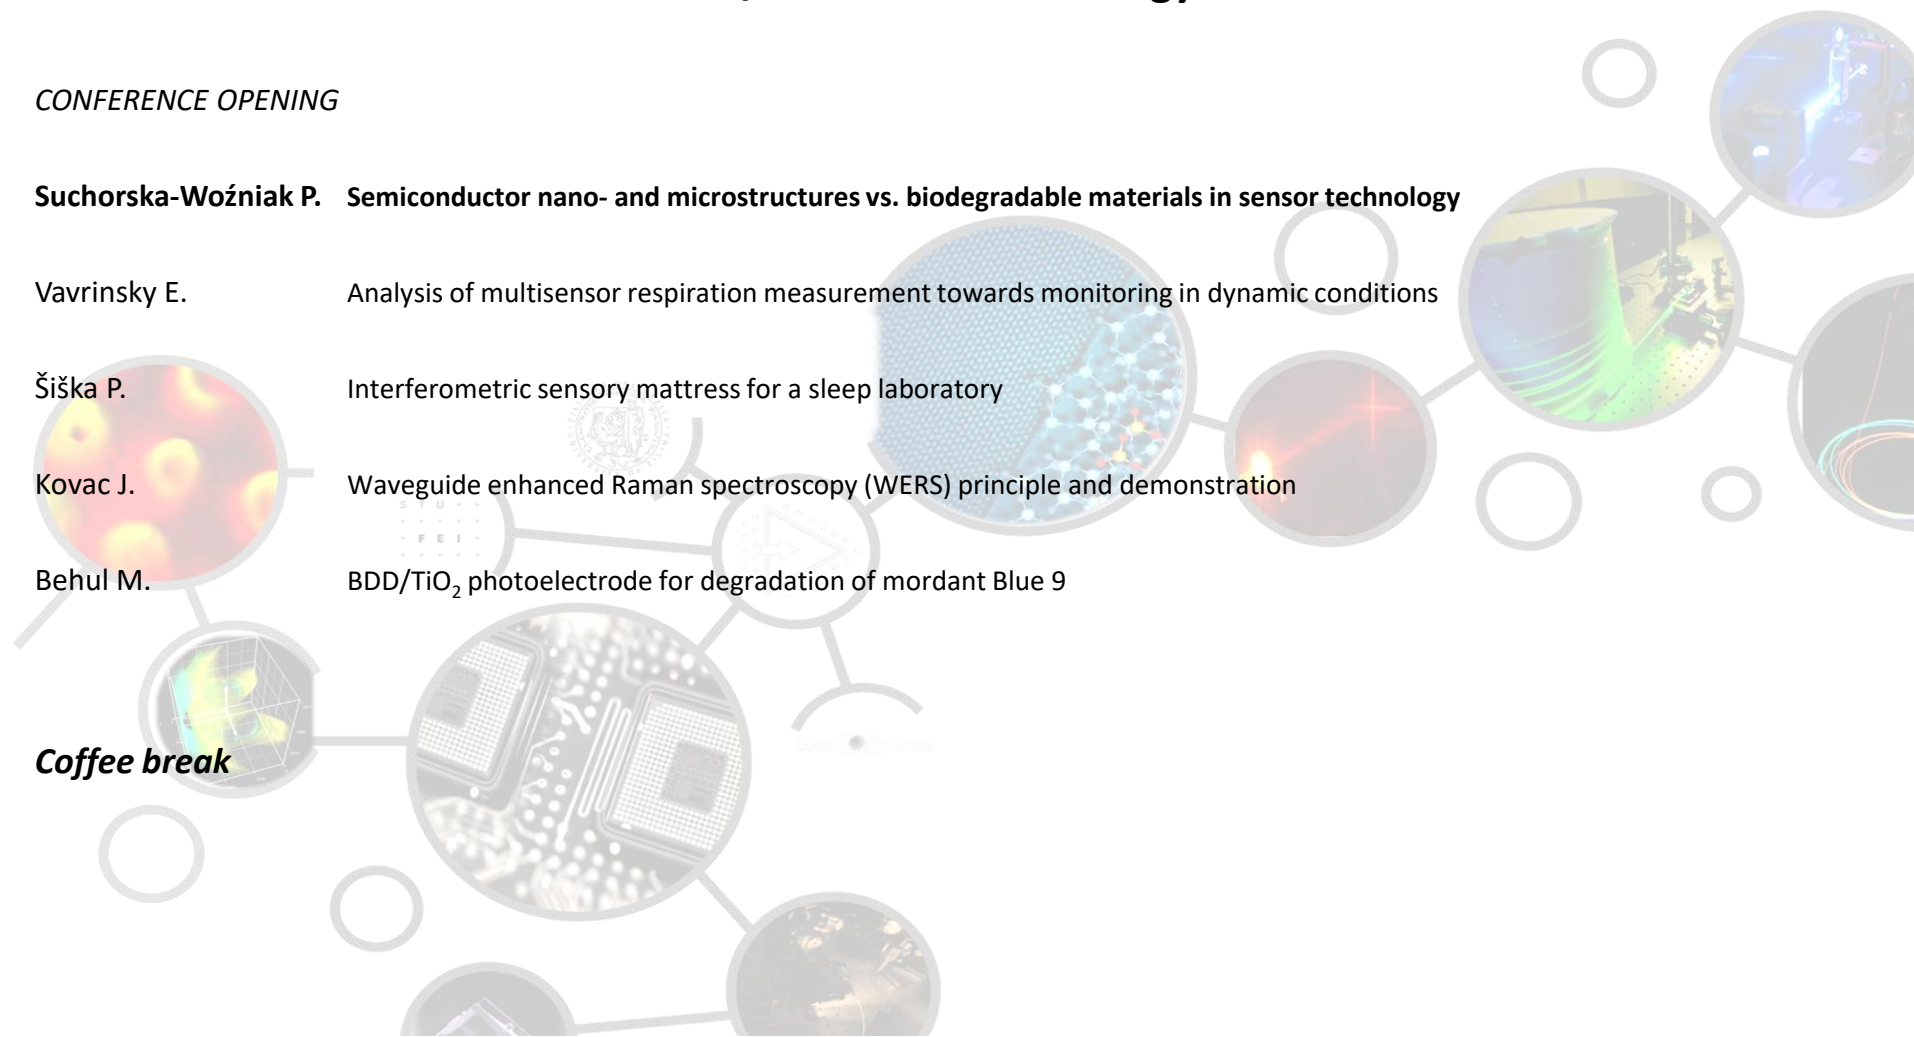 CONFERENCE OPENING
Suchorska-Woźniak P. Semiconductor nano- and microstructures vs. biodegradable materials in sensor technology
Vavrinsky E. Analysis of multisensor respiration measurement towards monitoring in dynamic conditions
Šiška P. Interferometric sensory mattress for a sleep laboratory
Kovac J. Waveguide enhanced Raman spectroscopy (WERS) principle and demonstration
S T U
F E I
Behul M. BDD/TiO₂ photoelectrode for degradation of mordant Blue 9
Coffee break